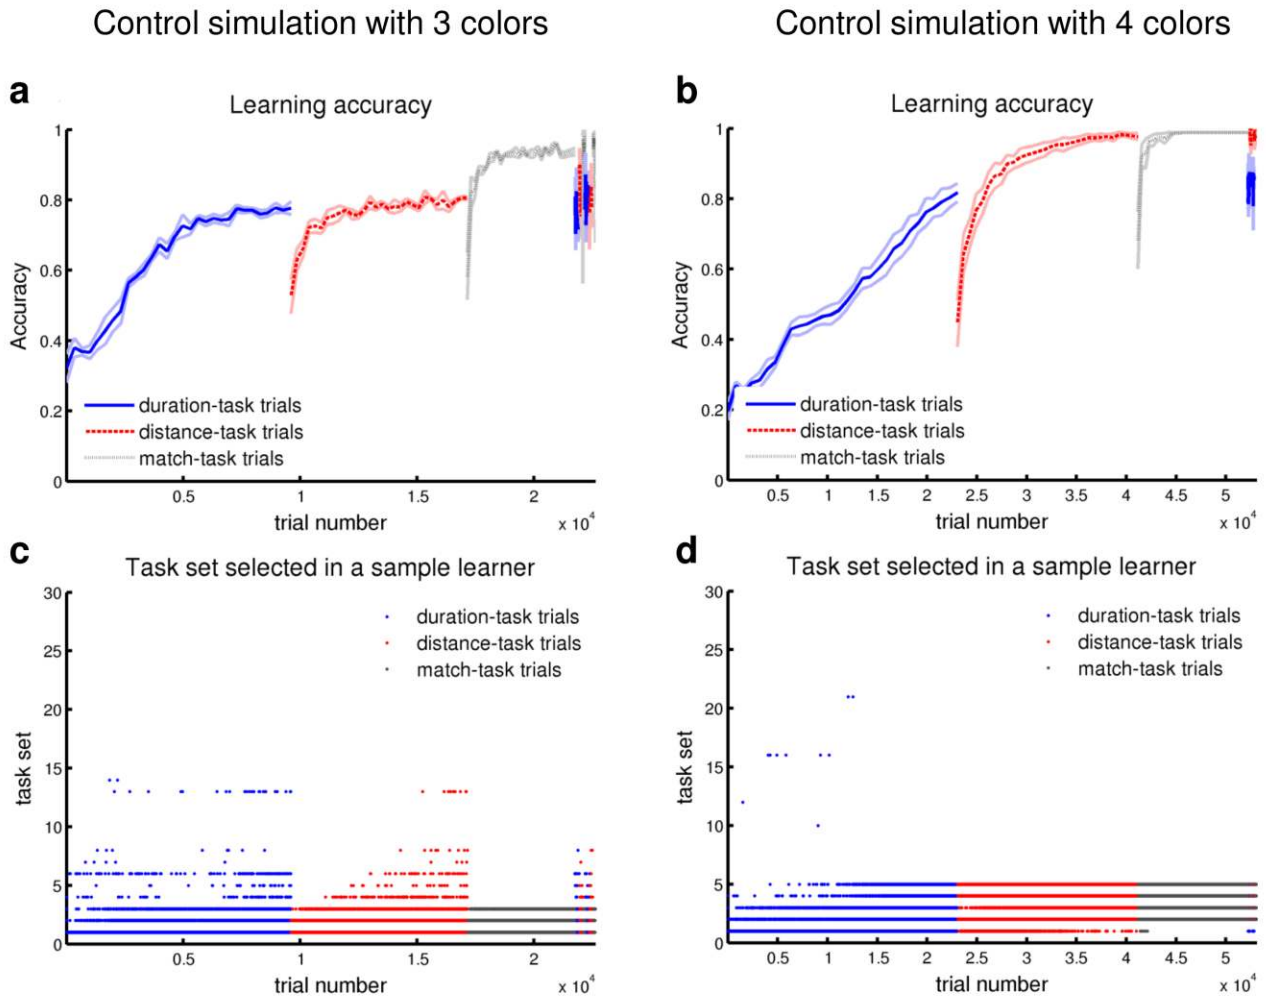 Control simulation with 3 colors
Control simulation with 4 colors
a
Learning accuracy
1
0.8
0.6
0.4
0.2
0
Accuracy
duration-task trials
distance-task trials
match-task trials
0.5
1
1.5
2
trial number
x 10^4
b
Learning accuracy
1
0.8
0.6
0.4
0.2
0
Accuracy
duration-task trials
distance-task trials
match-task trials
0.5
1
1.5
2
2.5
3
3.5
4
4.5
5
trial number
x 10^4
c
Task set selected in a sample learner
30
25
20
15
10
5
0
task set
duration-task trials
distance-task trials
match-task trials
0.5
1
1.5
2
trial number
x 10^4
d
Task set selected in a sample learner
30
25
20
15
10
5
0
task set
duration-task trials
distance-task trials
match-task trials
0.5
1
1.5
2
2.5
3
3.5
4
4.5
5
trial number
x 10^4